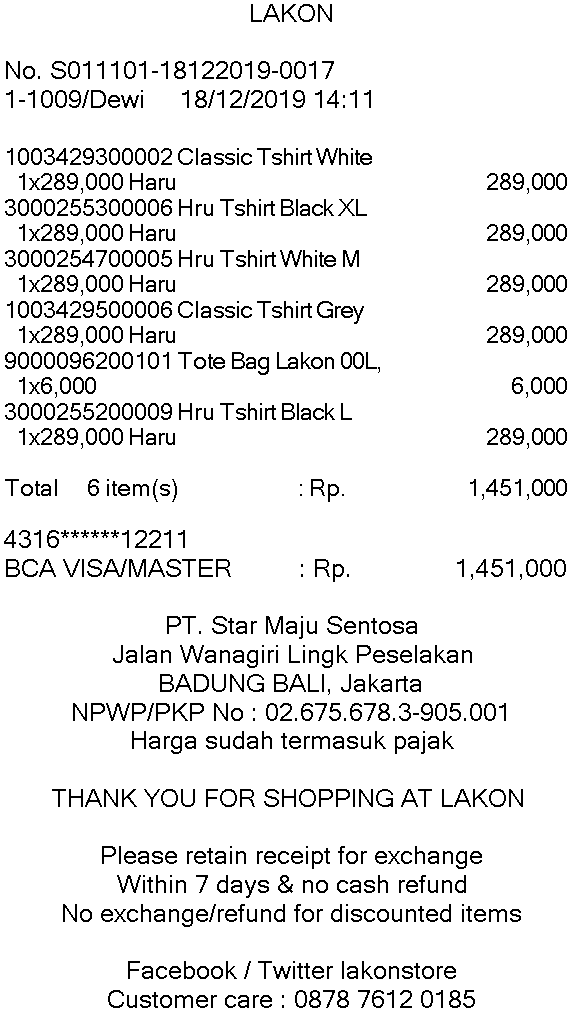 LAKON
No. S011101-18122019-0017
1-1009/Dewi 18/12/2019 14:11
1003429300002 Classic Tshirt White
1x289,000 Haru 289,000
3000255300006 Hru Tshirt Black XL
1x289,000 Haru 289,000
3000254700005 Hru Tshirt White M
1x289,000 Haru 289,000
1003429500006 Classic Tshirt Grey
1x289,000 Haru 289,000
9000096200101 Tote Bag Lakon 00L,
1x6,000 6,000
3000255200009 Hru Tshirt Black L
1x289,000 Haru 289,000
Total 6 item(s) : Rp. 1,451,000
4316******12211
BCA VISA/MASTER : Rp. 1,451,000
PT. Star Maju Sentosa
Jalan Wanagiri Lingk Peselakan
BADUNG BALI, Jakarta
NPWP/PKP No : 02.675.678.3-905.001
Harga sudah termasuk pajak
THANK YOU FOR SHOPPING AT LAKON
Please retain receipt for exchange
Within 7 days & no cash refund
No exchange/refund for discounted items
Facebook / Twitter lakonstore
Customer care : 0878 7612 0185